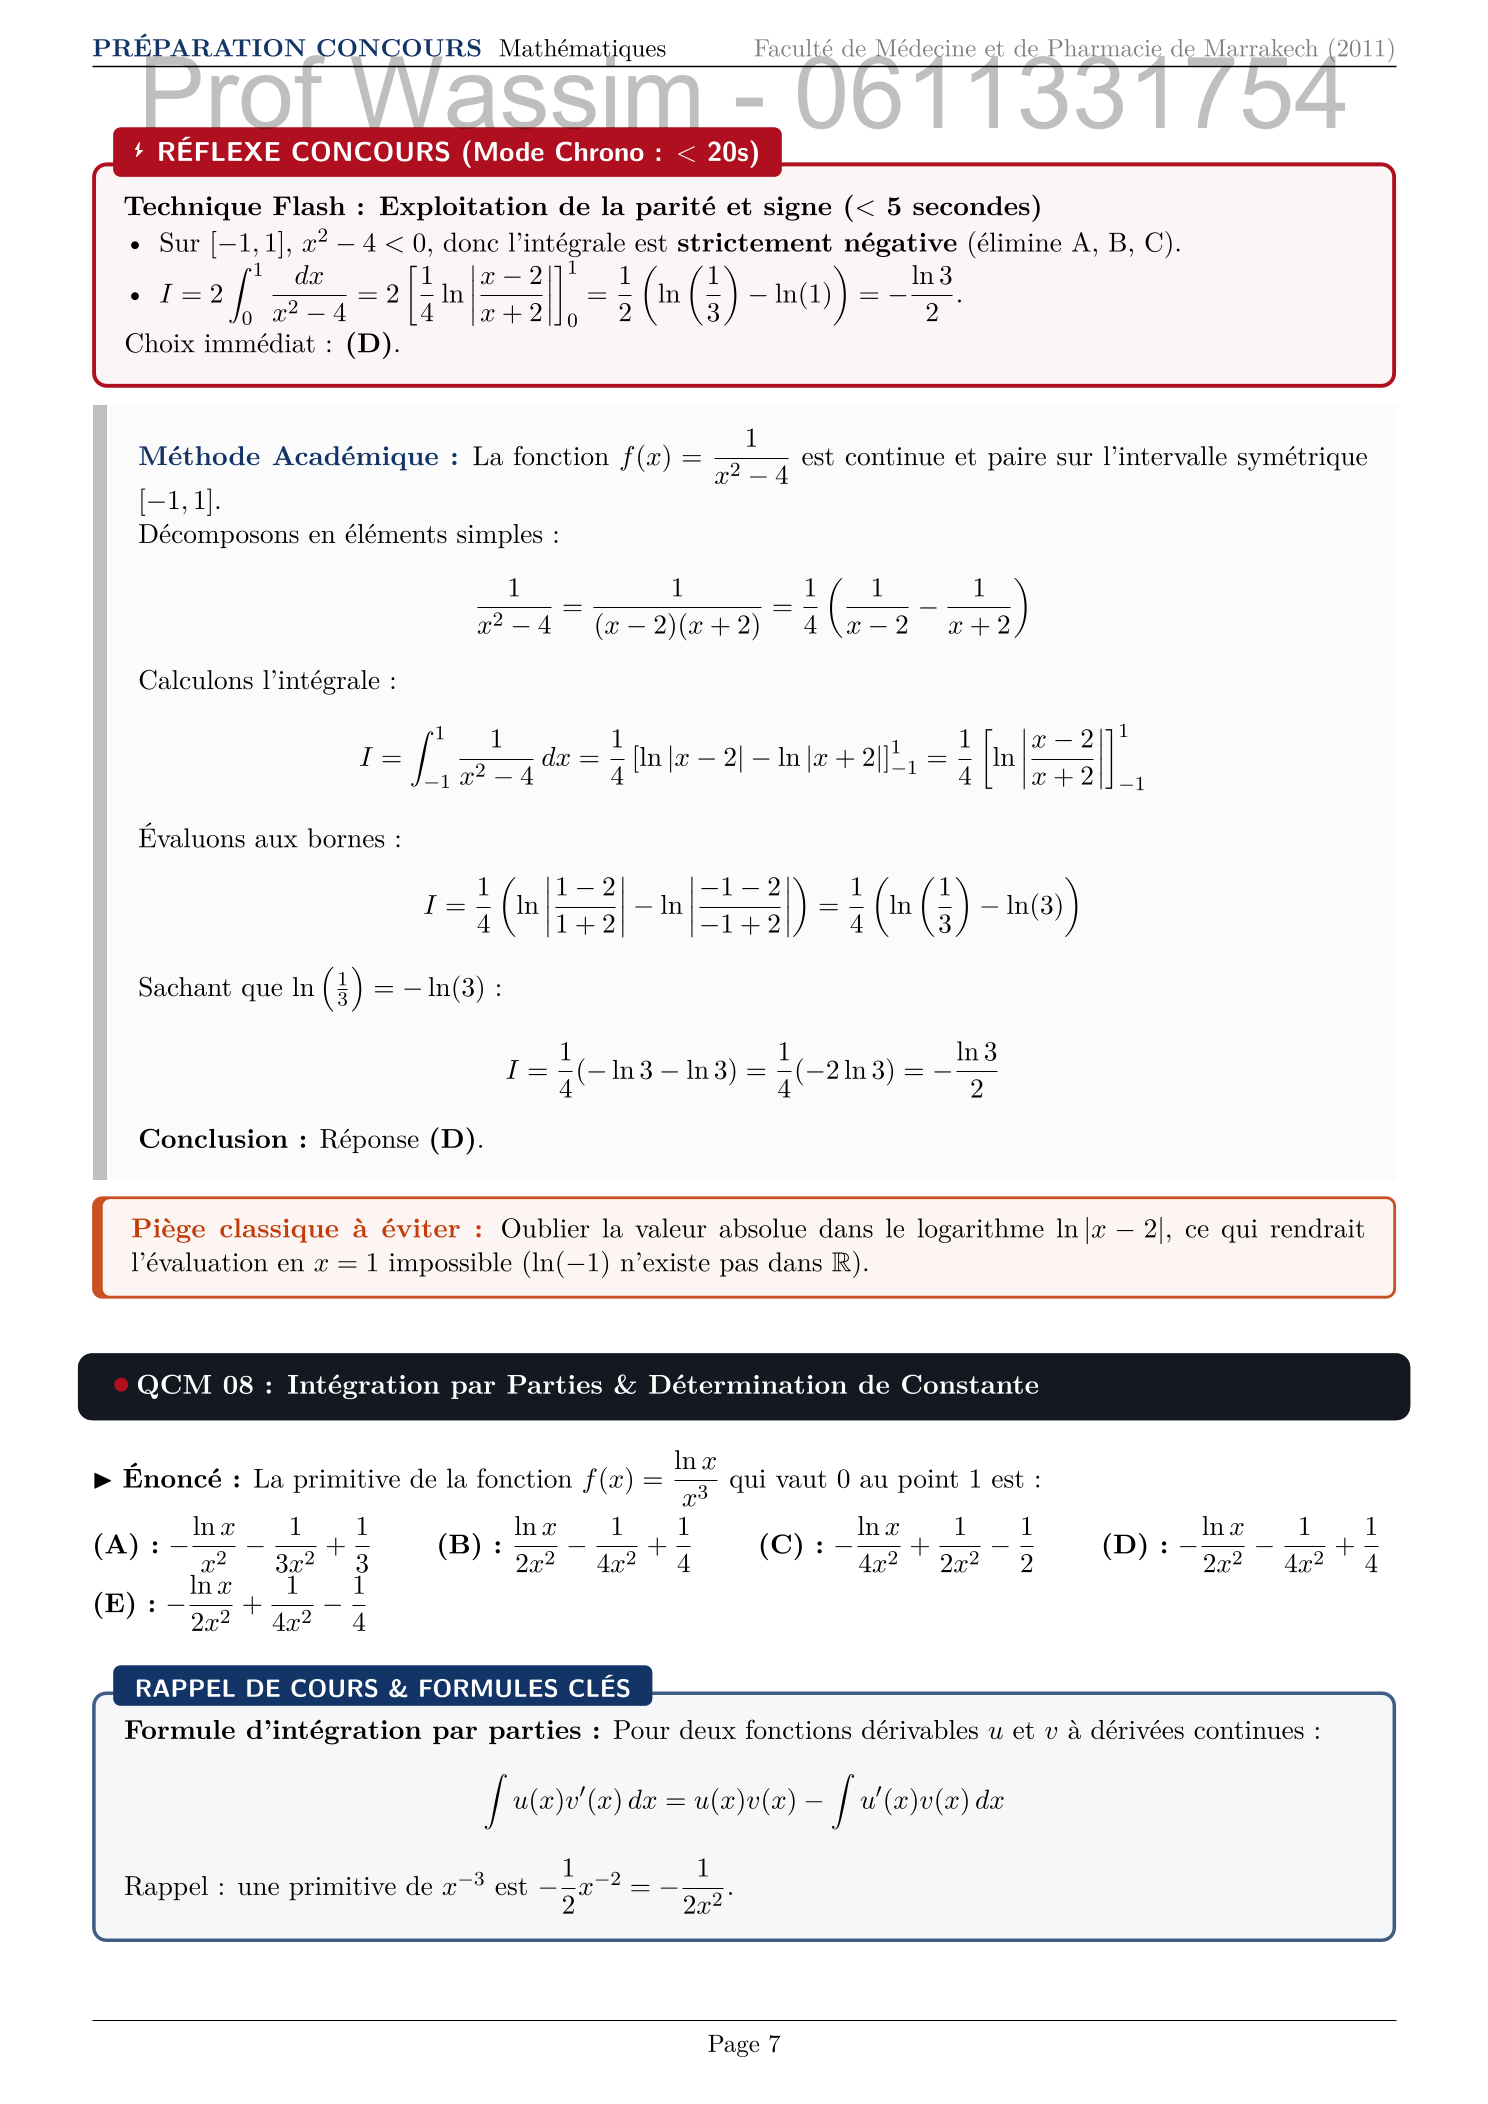 PRÉPARATION CONCOURS Mathématiques Faculté de Médecine et de Pharmacie de Marrakech (2011)
Prof Wassim - 0611331754
RÉFLEXE CONCOURS (Mode Chrono : < 20s)
Technique Flash : Exploitation de la parité et signe (< 5 secondes)
• Sur [−1, 1], x² − 4 < 0, donc l'intégrale est strictement négative (élimine A, B, C).
• I = 2 ∫₀¹ dx/(x² − 4) = 2 [1/4 ln |(x − 2)/(x + 2)|]₀¹ = 1/2 (ln (1/3) − ln(1)) = − ln 3/2.
Choix immédiat : (D).
Méthode Académique : La fonction f(x) = 1/(x² − 4) est continue et paire sur l'intervalle symétrique
[−1, 1].
Décomposons en éléments simples :
1/(x² − 4) = 1/((x − 2)(x + 2)) = 1/4 (1/(x − 2) − 1/(x + 2))
Calculons l'intégrale :
I = ∫₋₁¹ 1/(x² − 4) dx = 1/4 [ln |x − 2| − ln |x + 2|]₋₁¹ = 1/4 [ln |(x − 2)/(x + 2)|]₋₁¹
Évaluons aux bornes :
I = 1/4 (ln |(1 − 2)/(1 + 2)| − ln |(−1 − 2)/(−1 + 2)|) = 1/4 (ln (1/3) − ln(3))
Sachant que ln (1/3) = − ln(3) :
I = 1/4(− ln 3 − ln 3) = 1/4(−2 ln 3) = − ln 3/2
Conclusion : Réponse (D).
Piège classique à éviter : Oublier la valeur absolue dans le logarithme ln |x − 2|, ce qui rendrait
l'évaluation en x = 1 impossible (ln(−1) n'existe pas dans ℝ).
• QCM 08 : Intégration par Parties & Détermination de Constante
▶ Énoncé : La primitive de la fonction f(x) = ln x/x³ qui vaut 0 au point 1 est :
(A) : − ln x/x² − 1/3x² + 1/3 (B) : ln x/2x² − 1/4x² + 1/4 (C) : − ln x/4x² + 1/2x² − 1/2 (D) : − ln x/2x² − 1/4x² + 1/4
(E) : − ln x/2x² + 1/4x² − 1/4
RAPPEL DE COURS & FORMULES CLÉS
Formule d'intégration par parties : Pour deux fonctions dérivables u et v à dérivées continues :
∫ u(x)v′(x) dx = u(x)v(x) − ∫ u′(x)v(x) dx
Rappel : une primitive de x⁻³ est −1/2 x⁻² = −1/2x².
Page 7